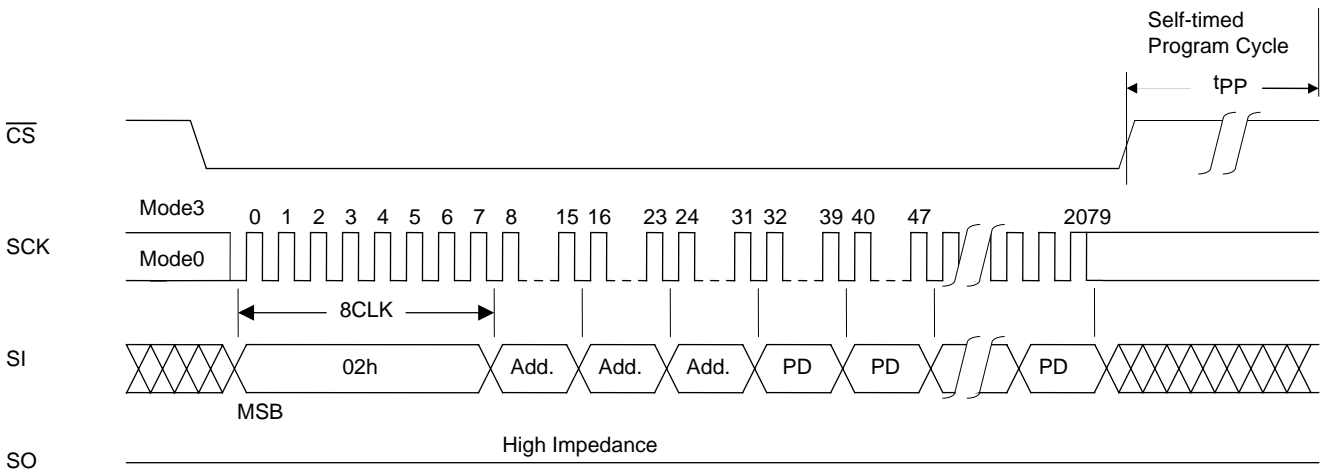 Self-timed
Program Cycle
tPP
CS
Mode3
0 1 2 3 4 5 6 7 8 15 16 23 24 31 32 39 40 47 2079
SCK
Mode0
8CLK
SI
02h Add. Add. Add. PD PD PD
MSB
High Impedance
SO